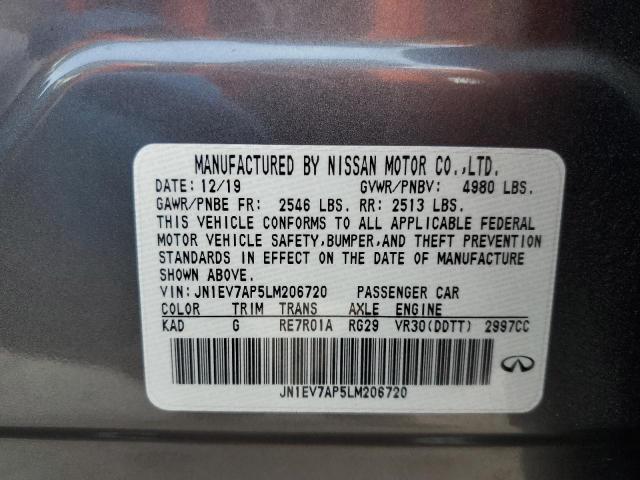 MANUFACTURED BY NISSAN MOTOR CO.,LTD.
DATE: 12/19 GVWR/PNBV: 4980 LBS.
GAWR/PNBE FR: 2546 LBS. RR: 2513 LBS.
THIS VEHICLE CONFORMS TO ALL APPLICABLE FEDERAL
MOTOR VEHICLE SAFETY,BUMPER,AND THEFT PREVENTION
STANDARDS IN EFFECT ON THE DATE OF MANUFACTURE
SHOWN ABOVE.
VIN: JN1EV7AP5LM206720 PASSENGER CAR
COLOR TRIM TRANS AXLE ENGINE
KAD G RE7R01A RG29 VR30(DDTT) 2997CC
JN1EV7AP5LM206720